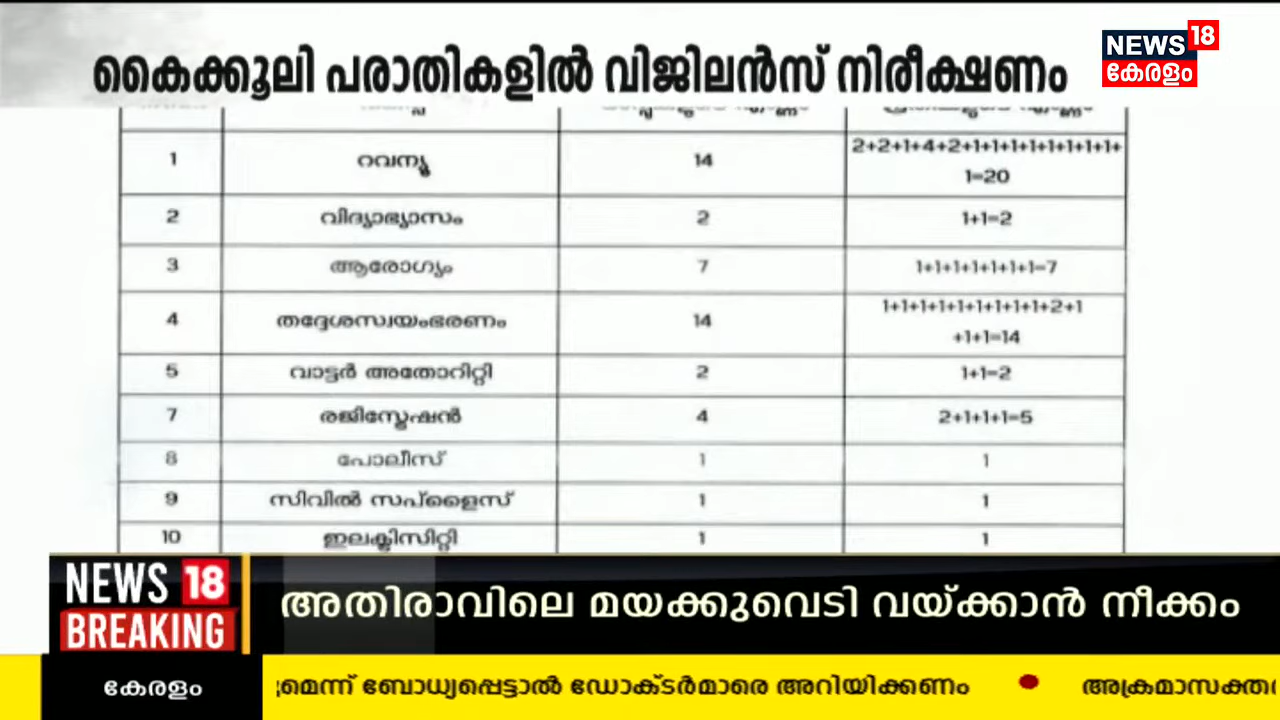 കൈക്കൂലി പരാതികളിൽ വിജിലൻസ് നിരീക്ഷണം
NEWS 18
കേരളം
1 റവന്യൂ 14 2+2+1+4+2+1+1+1+1+1+1+1+1+
1=20
2 വിദ്യാഭ്യാസം 2 1+1=2
3 ആരോഗ്യം 7 1+1+1+1+1+1+1=7
4 തദ്ദേശസ്വയംഭരണം 14 1+1+1+1+1+1+1+1+1+2+1
+1+1=14
5 വാട്ടർ അതോറിറ്റി 2 1+1=2
7 രജിസ്ട്രേഷൻ 4 2+1+1+1=5
8 പോലീസ് 1 1
9 സിവിൽ സപ്ളൈസ് 1 1
10 ഇലക്ട്രിസിറ്റി 1 1
NEWS 18
BREAKING
അതിരാവിലെ മയക്കുവെടി വയ്ക്കാൻ നീക്കം
കേരളം
ബോധ്യപ്പെട്ടാൽ ഡോക്ടർമാരെ അറിയിക്കണം